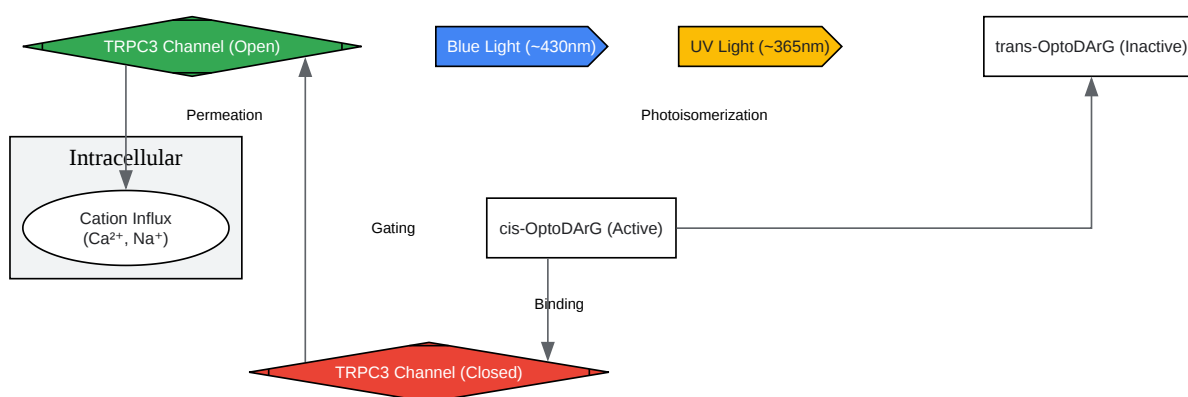 TRPC3 Channel (Open)
Blue Light (~430nm)
UV Light (~365nm)
trans-OptoDArG (Inactive)
Permeation
Photoisomerization
Intracellular
Cation Influx
(Ca²⁺, Na⁺)
Gating
cis-OptoDArG (Active)
Binding
TRPC3 Channel (Closed)